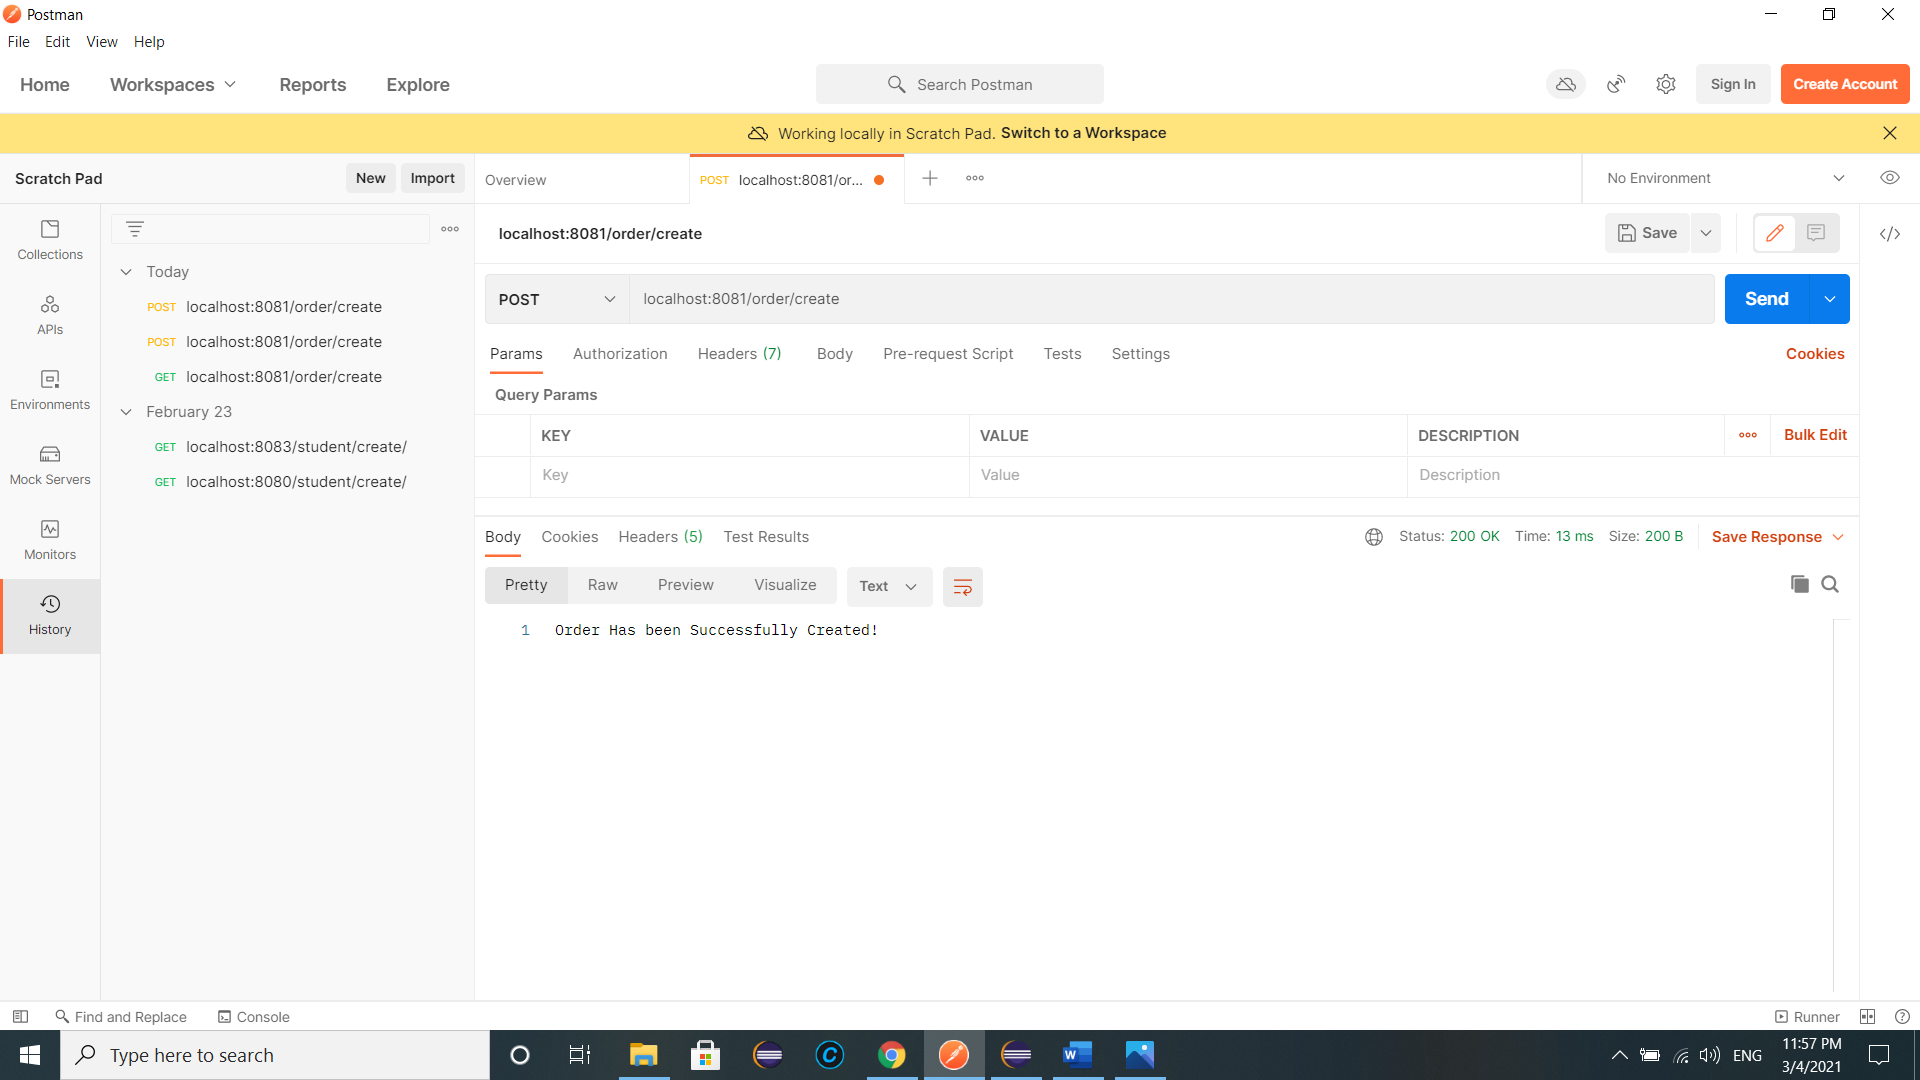 Postman
File Edit View Help
Home Workspaces Reports Explore Search Postman Sign In Create Account
Working locally in Scratch Pad. Switch to a Workspace
Scratch Pad New Import Overview POST localhost:8081/or... No Environment
Collections
APIs
Environments
Mock Servers
Monitors
History
Today
POST localhost:8081/order/create
POST localhost:8081/order/create
GET localhost:8081/order/create
February 23
GET localhost:8083/student/create/
GET localhost:8080/student/create/
localhost:8081/order/create Save
POST localhost:8081/order/create Send
Params Authorization Headers (7) Body Pre-request Script Tests Settings Cookies
Query Params
KEY VALUE DESCRIPTION Bulk Edit
Key Value Description
Body Cookies Headers (5) Test Results Status: 200 OK Time: 13 ms Size: 200 B Save Response
Pretty Raw Preview Visualize Text
1 Order Has been Successfully Created!
Find and Replace Console Runner
Type here to search ENG 11:57 PM
3/4/2021